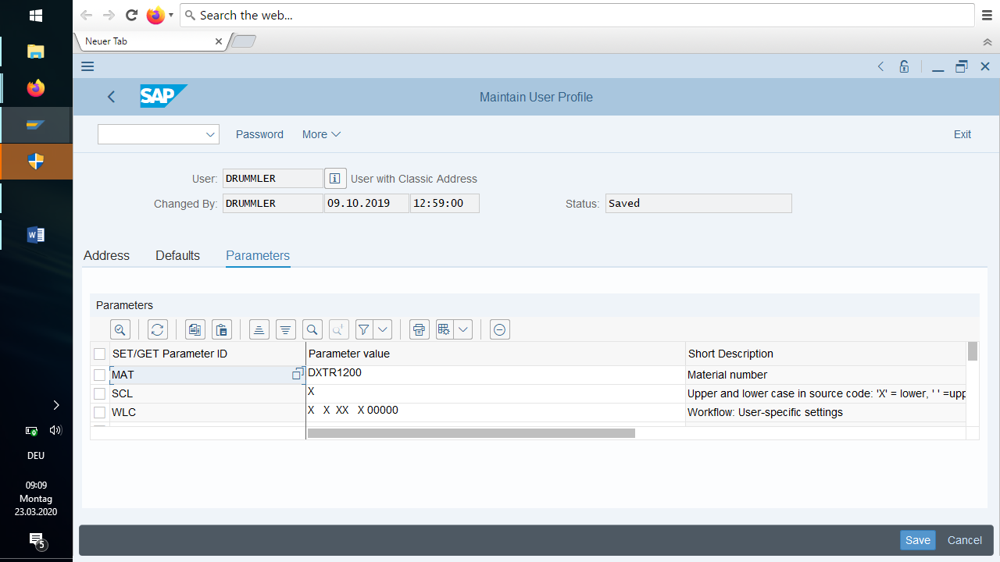 Search the web...
Neuer Tab
SAP
Maintain User Profile
Password
More
Exit
User:
DRUMMLER
User with Classic Address
Changed By:
DRUMMLER
09.10.2019
12:59:00
Status:
Saved
Address
Defaults
Parameters
Parameters
SET/GET Parameter ID
Parameter value
Short Description
MAT
DXTR1200
Material number
SCL
X
Upper and lower case in source code: 'X' = lower, ' ' =upp
WLC
X X XX X 00000
Workflow: User-specific settings
Save
Cancel
W
DEU
09:09
Montag
23.03.2020
5